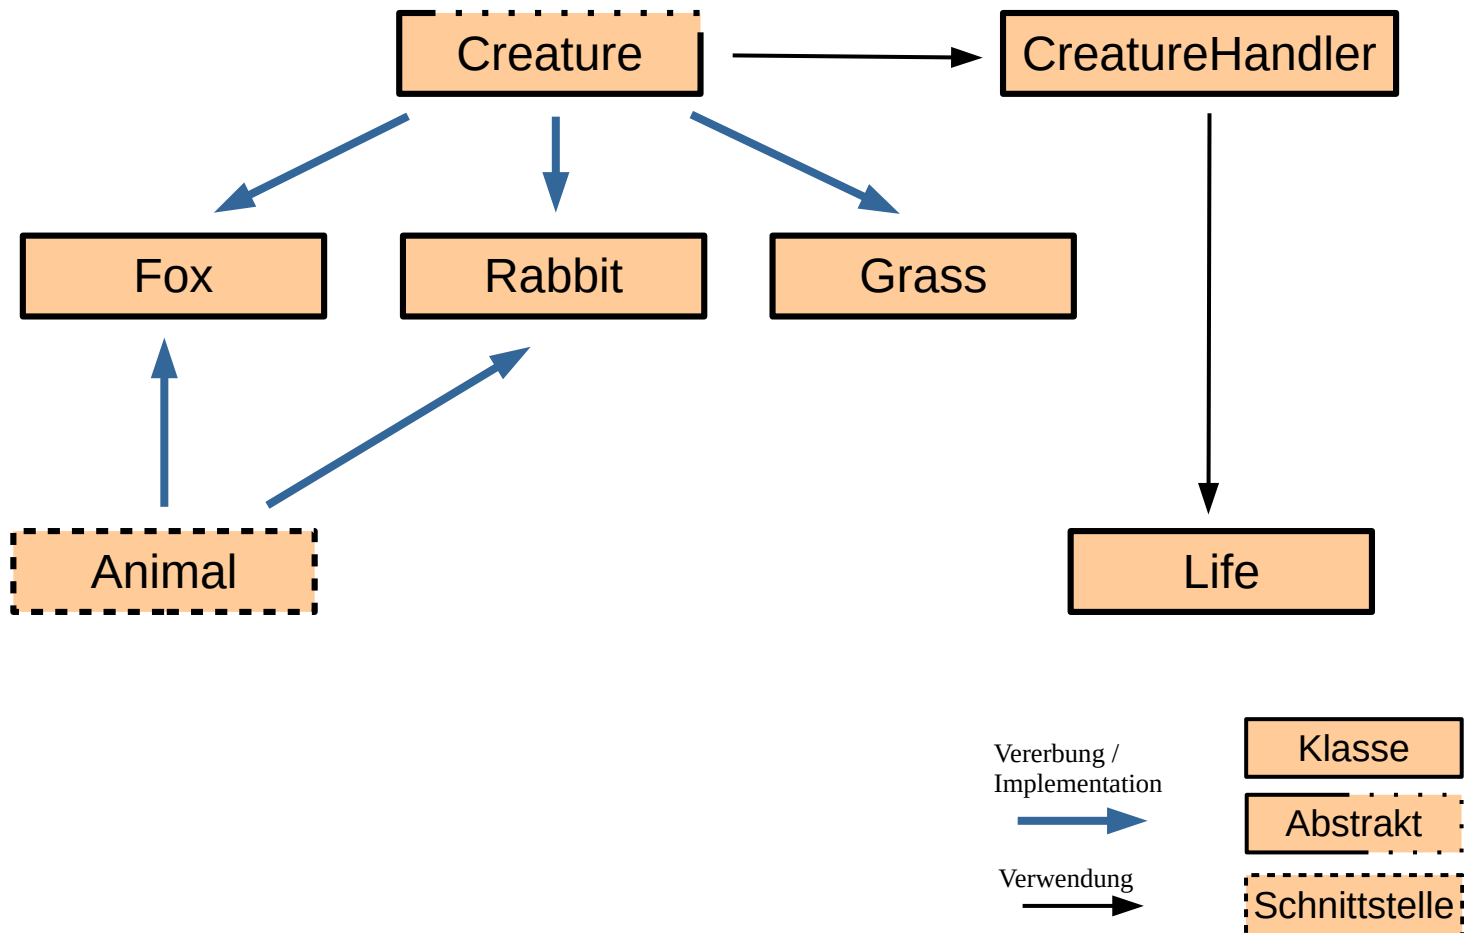 Creature
CreatureHandler
Fox
Rabbit
Grass
Animal
Life
Vererbung /
Implementation
Verwendung
Klasse
Abstrakt
Schnittstelle